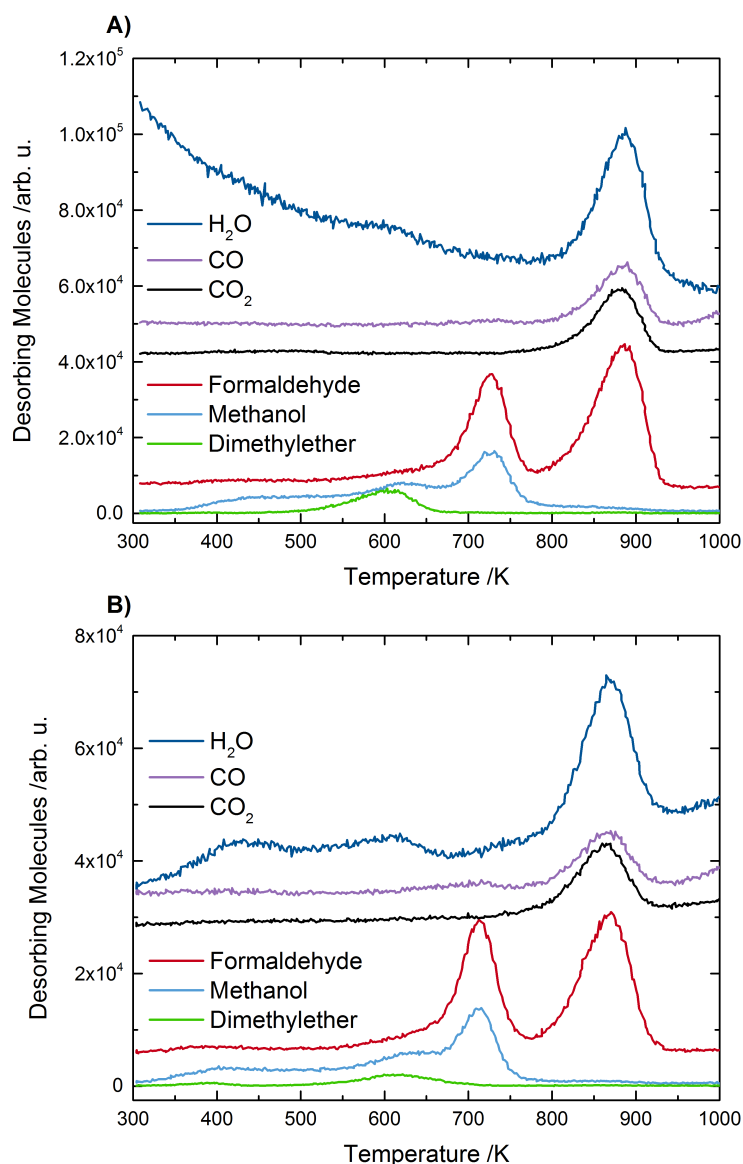 A)
1.2x10⁵
1.0x10⁵
8.0x10⁴
6.0x10⁴
4.0x10⁴
2.0x10⁴
0.0
Desorbing Molecules /arb. u.
H₂O
CO
CO₂
Formaldehyde
Methanol
Dimethylether
300 400 500 600 700 800 900 1000
Temperature /K
B)
8x10⁴
6x10⁴
4x10⁴
2x10⁴
0
Desorbing Molecules /arb. u.
H₂O
CO
CO₂
Formaldehyde
Methanol
Dimethylether
300 400 500 600 700 800 900 1000
Temperature /K